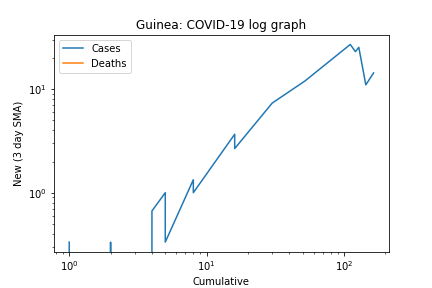 Guinea: COVID-19 log graph
Cases
Deaths
New (3 day SMA)
10¹
10⁰
10⁰
10¹
10²
Cumulative